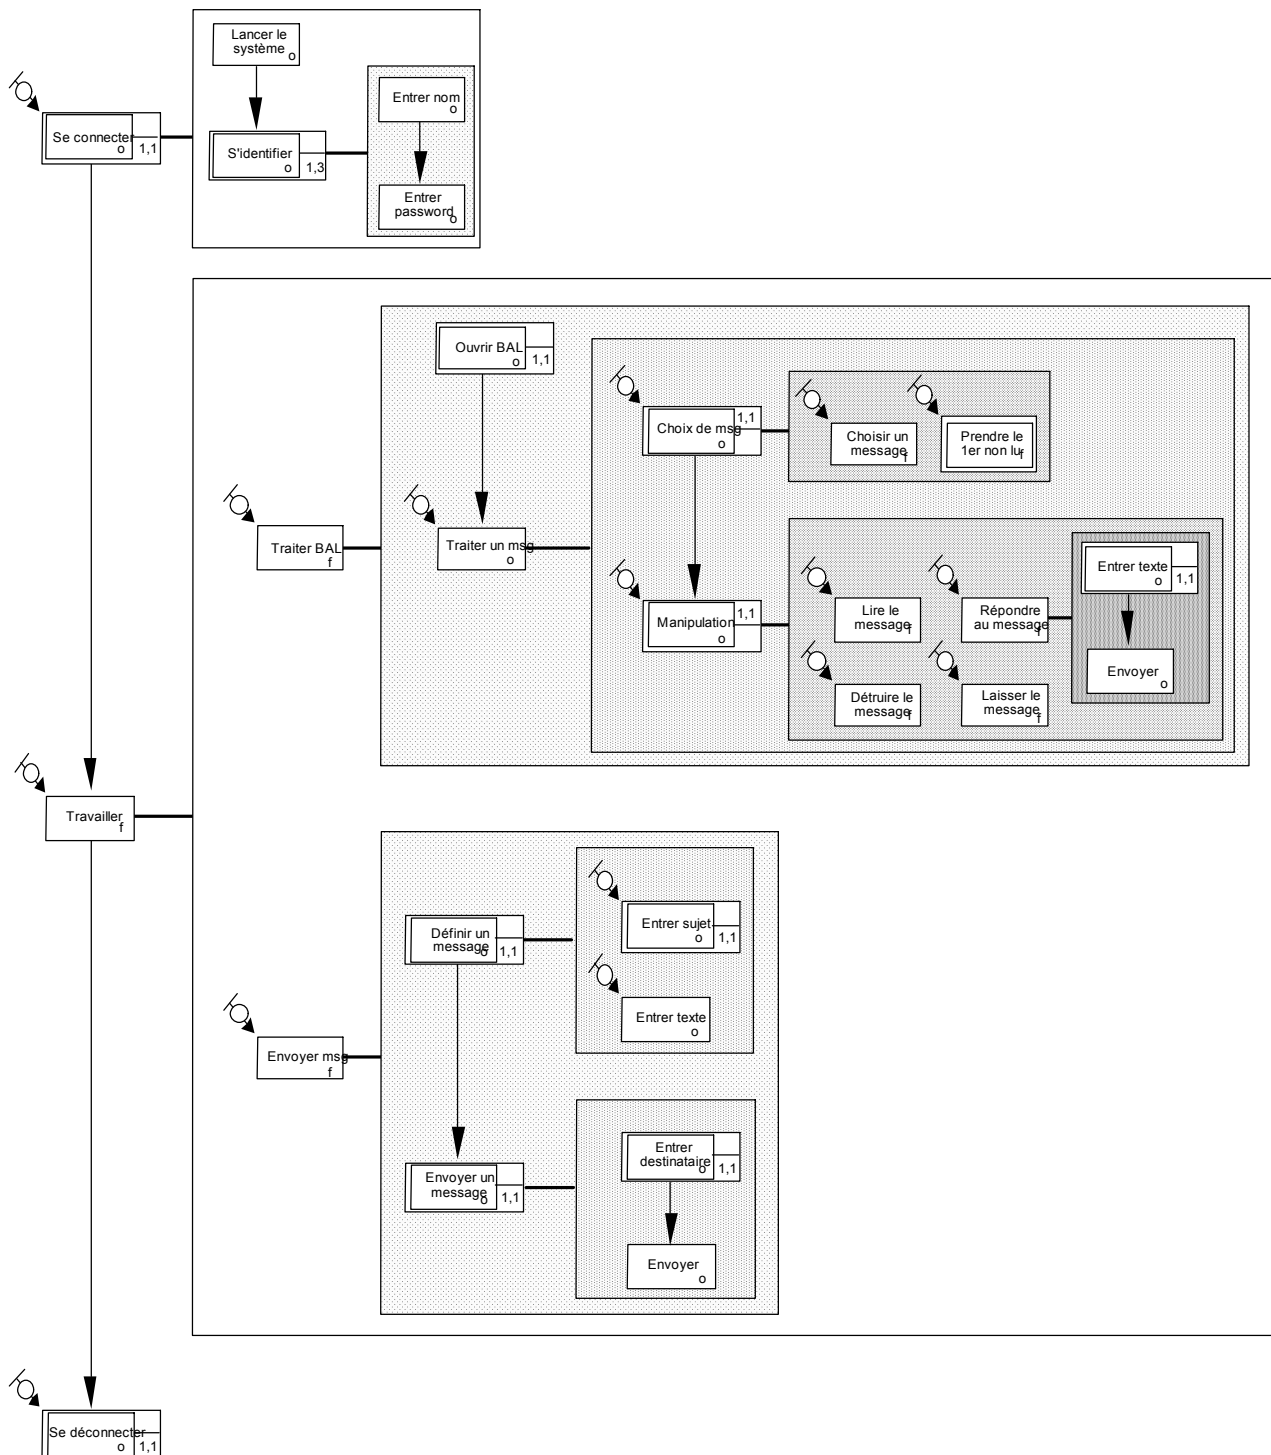 Lancer le
système
o
Entrer nom
o
Se connecter
o
1,1
S'identifier
o
1,3
Entrer
password
o
Ouvrir BAL
o
1,1
Choix de msg
o
1,1
Choisir un
message
f
Prendre le
1er non lu
f
Traiter BAL
f
Traiter un msg
o
Manipulation
o
1,1
Lire le
message
f
Répondre
au message
f
Entrer texte
o
1,1
Envoyer
o
Détruire le
message
f
Laisser le
message
f
Travailler
f
Définir un
message
o
1,1
Entrer sujet
o
1,1
Entrer texte
o
Envoyer msg
f
Envoyer un
message
o
1,1
Entrer
destinataire
o
1,1
Envoyer
o
Se déconnecter
o
1,1